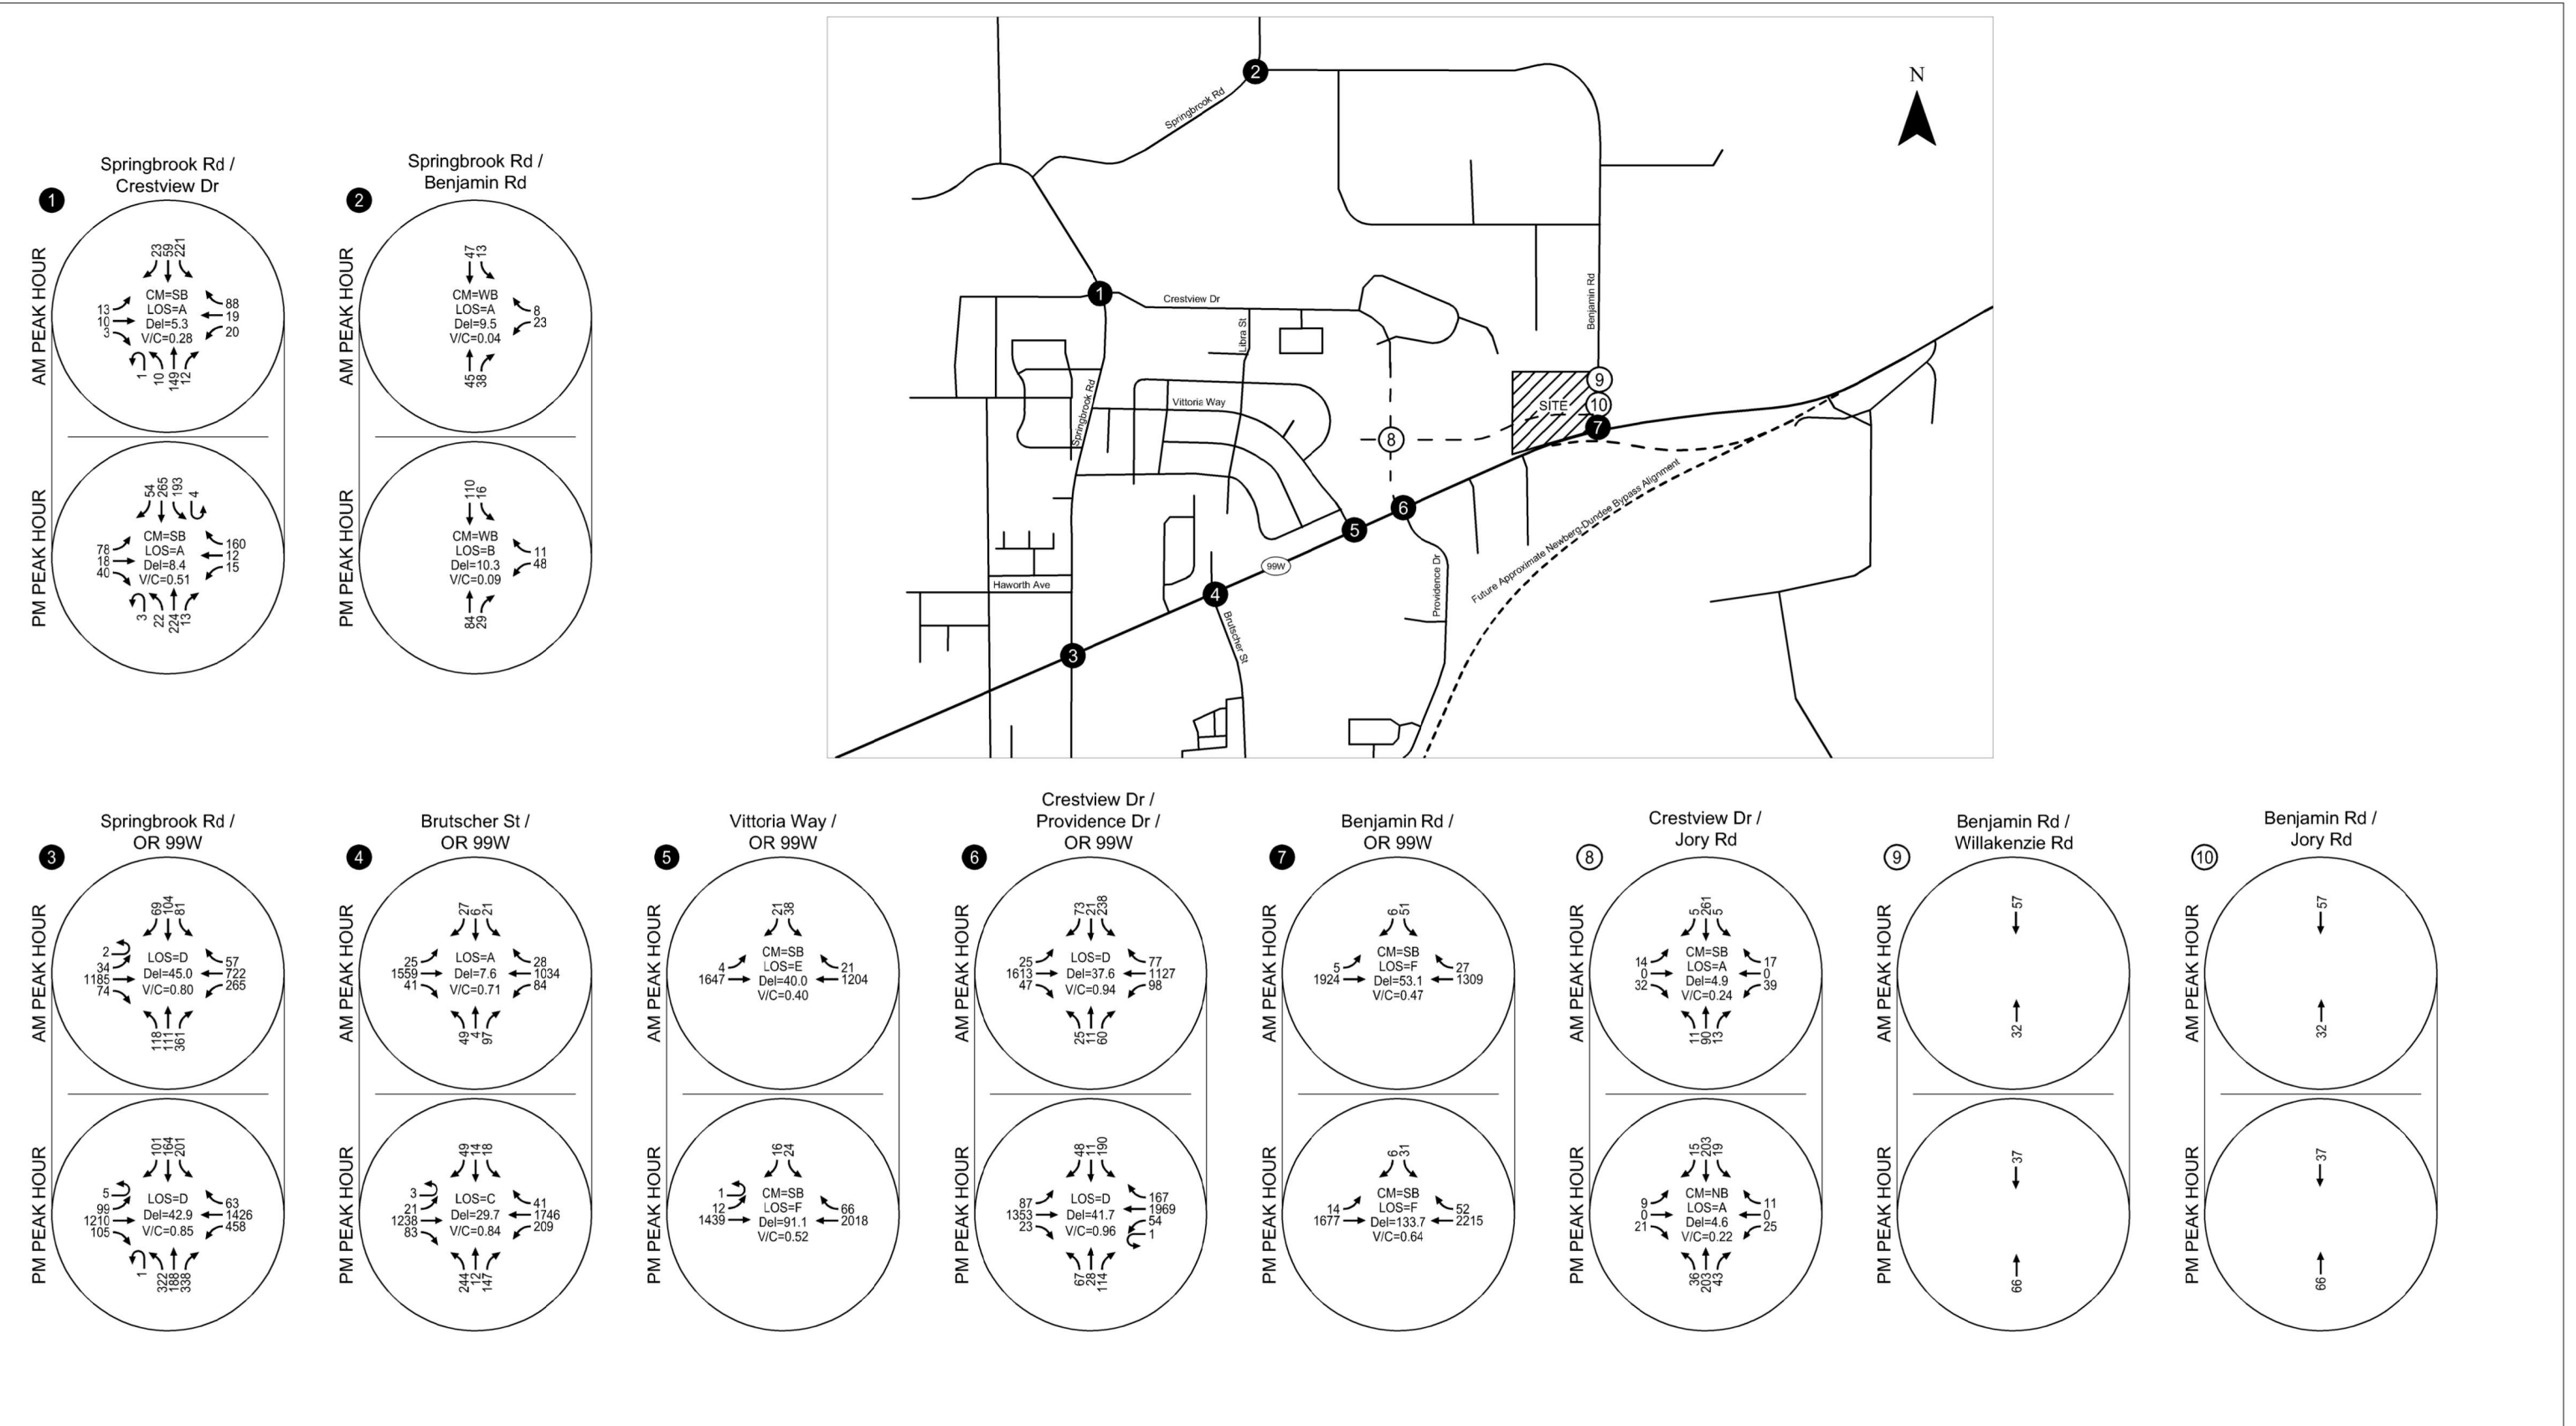 N
2
Springbrook Rd
1
Crestview Dr
Benjamin Rd
Libra St
Springbrook Rd
Vittoria Way
SITE
9
10
7
8
6
5
99W
Haworth Ave
4
Brutscher St
Providence Dr
Future Approximate Newberg-Dundee Bypass Alignment
3
Springbrook Rd /
Crestview Dr
1
AM PEAK HOUR
23 59 221
CM=SB
LOS=A
Del=5.3
V/C=0.28
13
10
3
88
19
20
1 10 149 12
PM PEAK HOUR
54 265 193 4
CM=SB
LOS=A
Del=8.4
V/C=0.51
78
18
40
160
12
15
3 22 224 13
Springbrook Rd /
Benjamin Rd
2
AM PEAK HOUR
47 13
CM=WB
LOS=A
Del=9.5
V/C=0.04
8
23
45 38
PM PEAK HOUR
110 16
CM=WB
LOS=B
Del=10.3
V/C=0.09
11
48
84 29
Springbrook Rd /
OR 99W
3
AM PEAK HOUR
69 104 81
2
34
1185
74
LOS=D
Del=45.0
V/C=0.80
57
722
265
118 111 361
PM PEAK HOUR
101 164 201
5
99
1210
105
LOS=D
Del=42.9
V/C=0.85
63
1426
458
1 322 188 338
Brutscher St /
OR 99W
4
AM PEAK HOUR
27 6 21
25
1559
41
LOS=A
Del=7.6
V/C=0.71
28
1034
84
49 4 97
PM PEAK HOUR
49 14 18
3
21
1238
83
LOS=C
Del=29.7
V/C=0.84
41
1746
209
244 12 147
Vittoria Way /
OR 99W
5
AM PEAK HOUR
21 38
4
1647
CM=SB
LOS=E
Del=40.0
V/C=0.40
21
1204
PM PEAK HOUR
16 24
1
12
1439
CM=SB
LOS=F
Del=91.1
V/C=0.52
66
2018
Crestview Dr /
Providence Dr /
OR 99W
6
AM PEAK HOUR
73 21 238
25
1613
47
LOS=D
Del=37.6
V/C=0.94
77
1127
98
25 11 60
PM PEAK HOUR
48 11 190
87
1353
23
LOS=D
Del=41.7
V/C=0.96
167
1969
54
1
67 28 114
Benjamin Rd /
OR 99W
7
AM PEAK HOUR
6 51
5
1924
CM=SB
LOS=F
Del=53.1
V/C=0.47
27
1309
PM PEAK HOUR
6 31
14
1677
CM=SB
LOS=F
Del=133.7
V/C=0.64
52
2215
Crestview Dr /
Jory Rd
8
AM PEAK HOUR
5 261 5
14
0
32
CM=SB
LOS=A
Del=4.9
V/C=0.24
17
0
39
11 90 13
PM PEAK HOUR
15 203 19
9
0
21
CM=NB
LOS=A
Del=4.6
V/C=0.22
11
0
25
36 203 43
Benjamin Rd /
Willakenzie Rd
9
AM PEAK HOUR
57
32
PM PEAK HOUR
37
66
Benjamin Rd /
Jory Rd
10
AM PEAK HOUR
57
32
PM PEAK HOUR
37
66